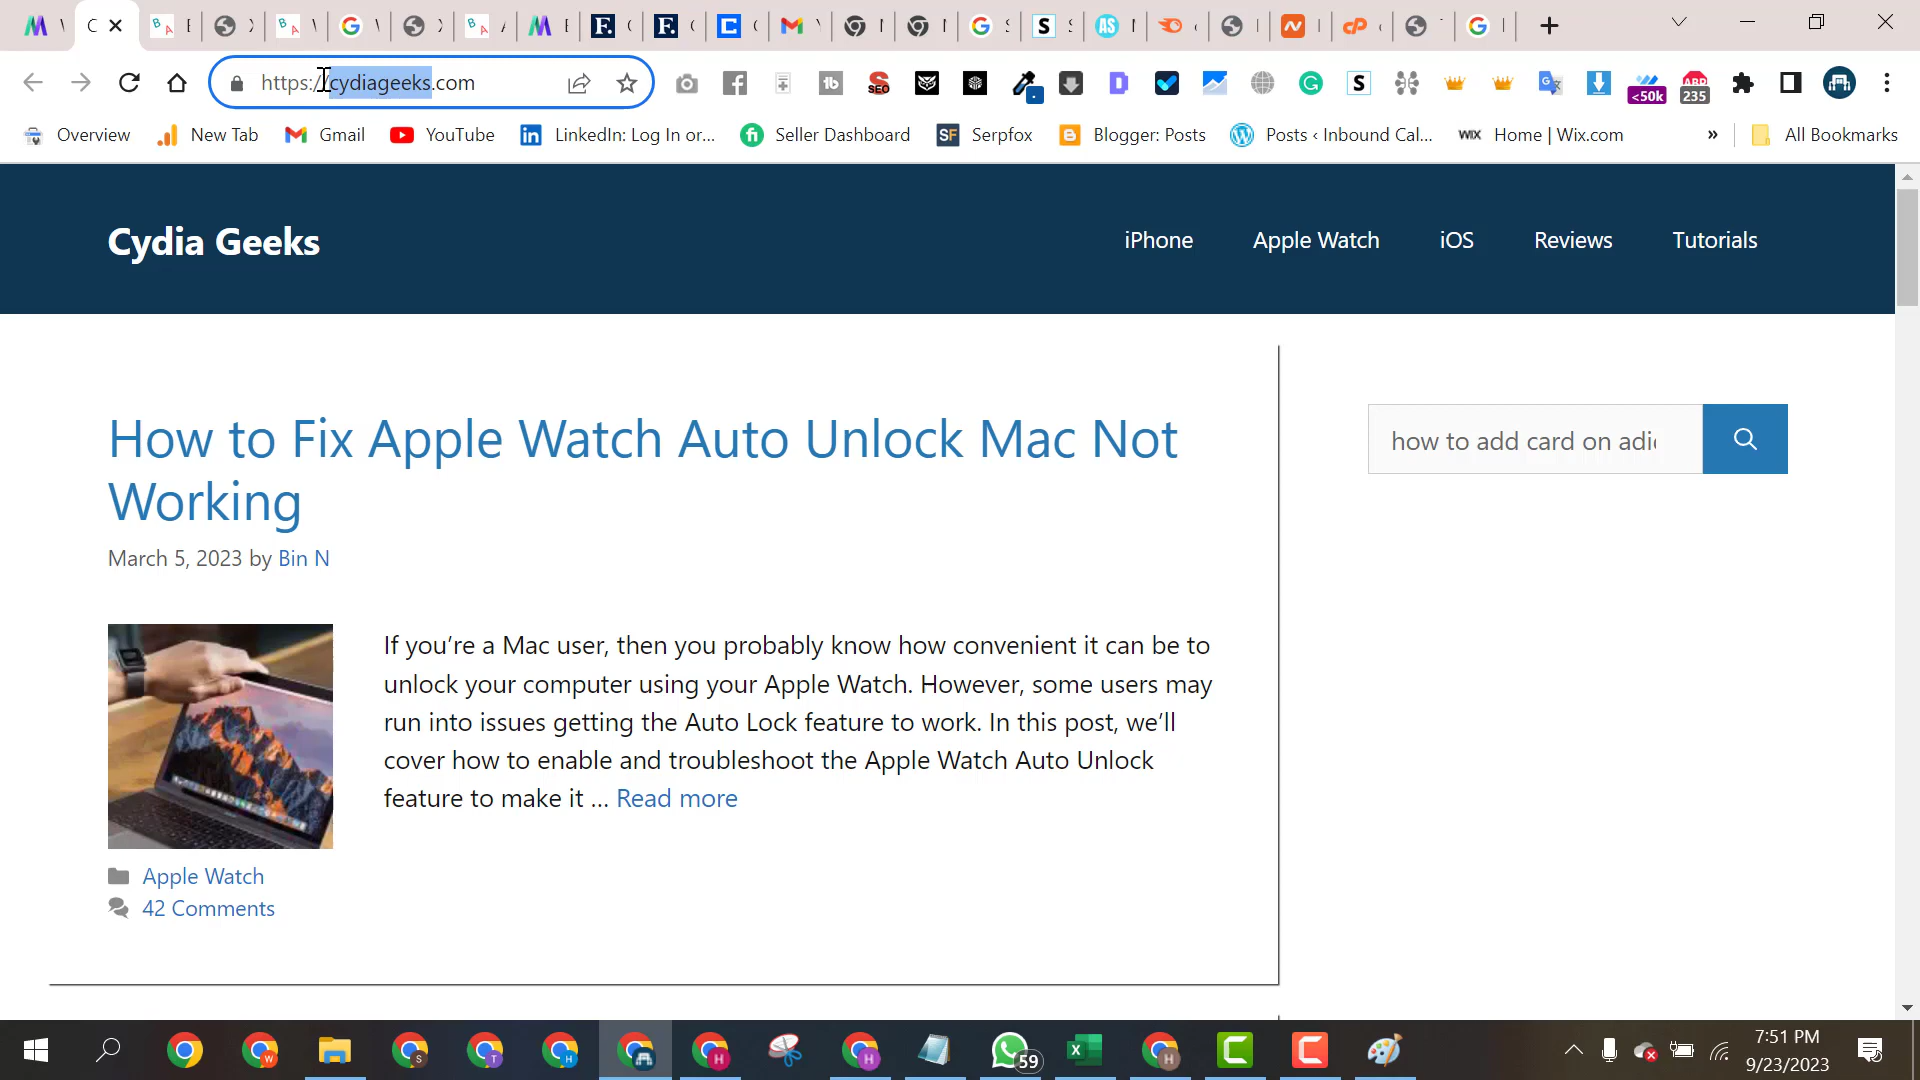 https://cydiageeks.com
<50k
235
Overview New Tab Gmail YouTube LinkedIn: Log In or... Seller Dashboard SF Serpfox Blogger: Posts Posts ‹ Inbound Cal... WIX Home | Wix.com » All Bookmarks
Cydia Geeks
iPhone Apple Watch iOS Reviews Tutorials
How to Fix Apple Watch Auto Unlock Mac Not
Working
March 5, 2023 by Bin N
how to add card on adi
If you’re a Mac user, then you probably know how convenient it can be to
unlock your computer using your Apple Watch. However, some users may
run into issues getting the Auto Lock feature to work. In this post, we’ll
cover how to enable and troubleshoot the Apple Watch Auto Unlock
feature to make it ... Read more
Apple Watch
42 Comments
59
7:51 PM
9/23/2023